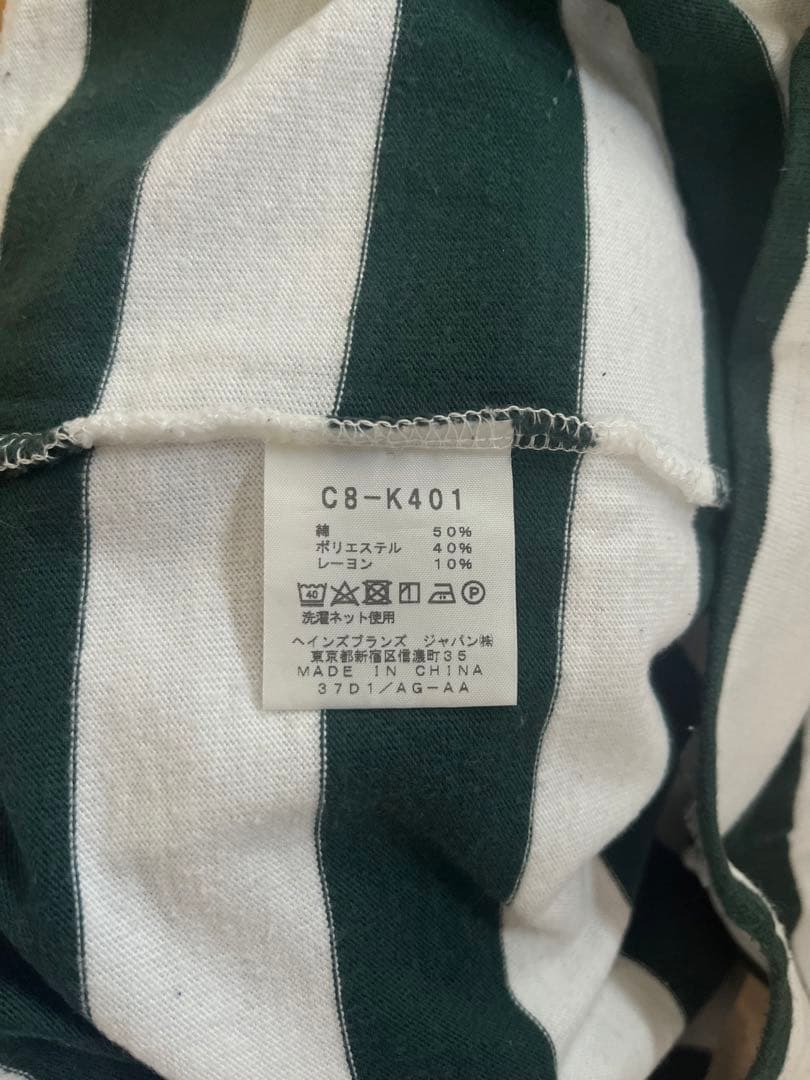 C8-K401
綿 50%
ポリエステル 40%
レーヨン 10%
40 P
洗濯ネット使用
ヘインズブランズ ジャパン㈱
東京都新宿区信濃町35
MADE IN CHINA
37D1/AG-AA